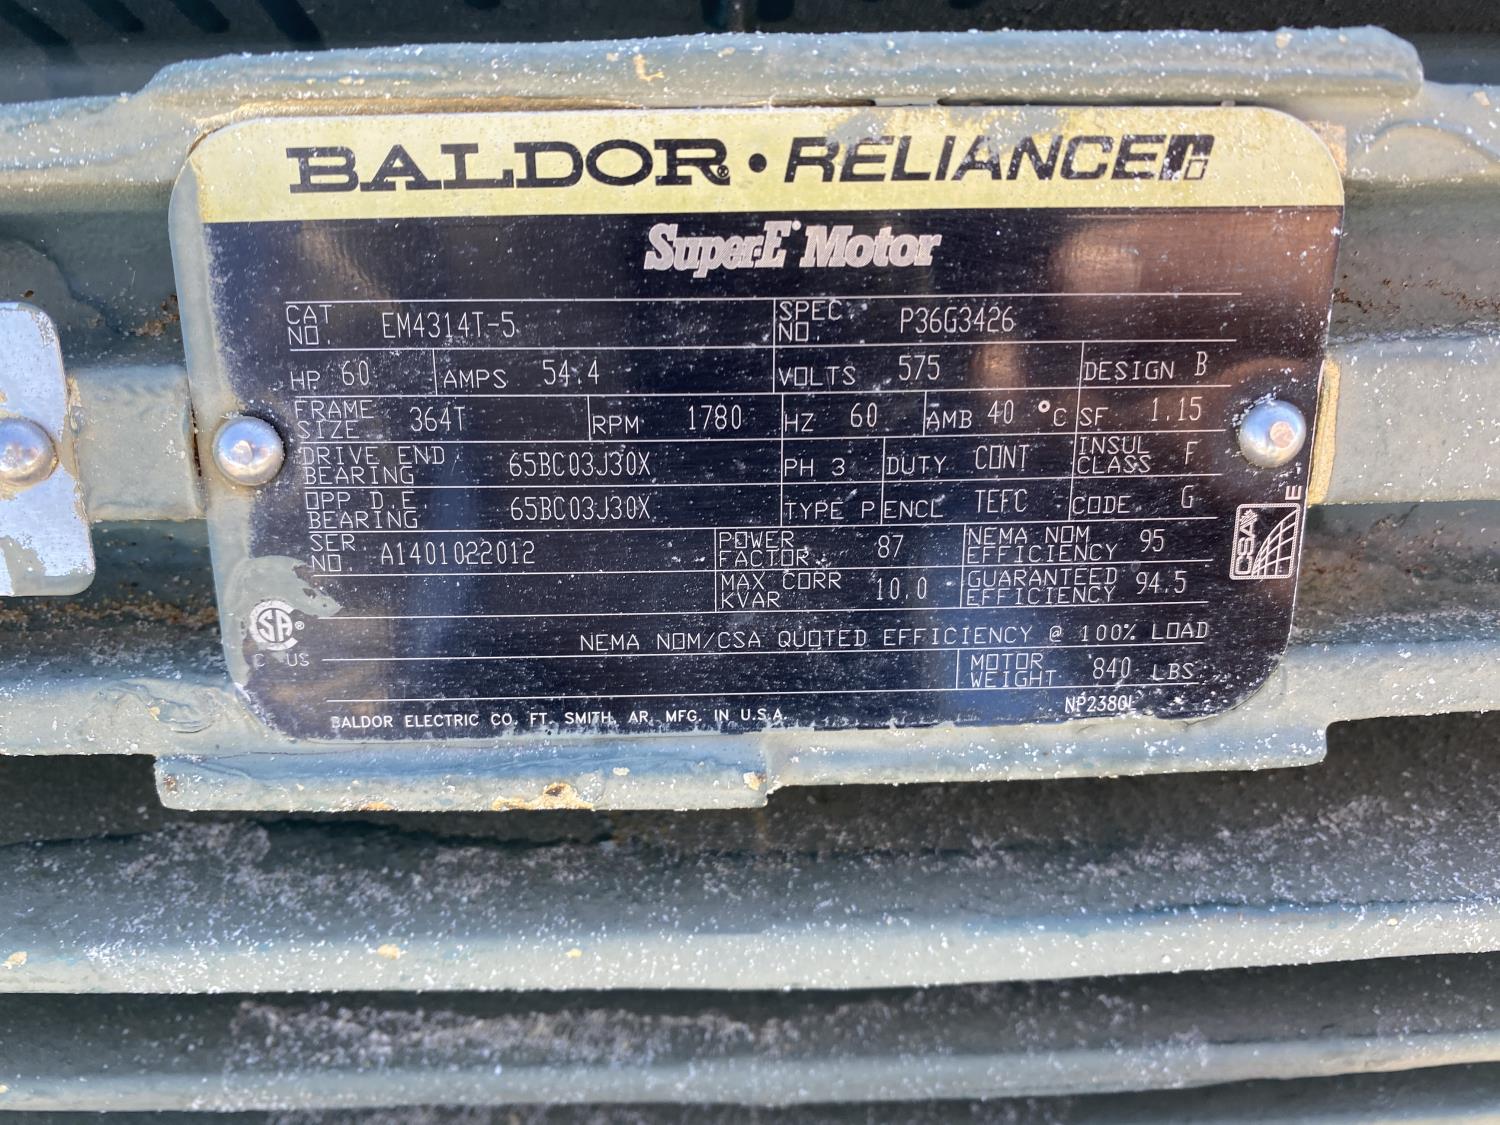 BALDOR® • RELIANCE
Super-E® Motor
CAT NO. EM4314T-5 SPEC NO. P36G3426
HP 60 AMPS 54.4 VOLTS 575 DESIGN B
FRAME SIZE 364T RPM 1780 HZ 60 AMB 40 °C SF 1.15
DRIVE END BEARING 65BC03J30X PH 3 DUTY CONT INSUL CLASS F
OPP D.E. BEARING 65BC03J30X TYPE P ENCL TEFC CODE G
SER NO. A1401022012 POWER FACTOR 87 NEMA NOM EFFICIENCY 95
MAX CORR KVAR 10.0 GUARANTEED EFFICIENCY 94.5
NEMA NOM/CSA QUOTED EFFICIENCY @ 100% LOAD
MOTOR WEIGHT 840 LBS
BALDOR ELECTRIC CO. FT. SMITH, AR. MFG. IN U.S.A.
SA®
C US
CSA E